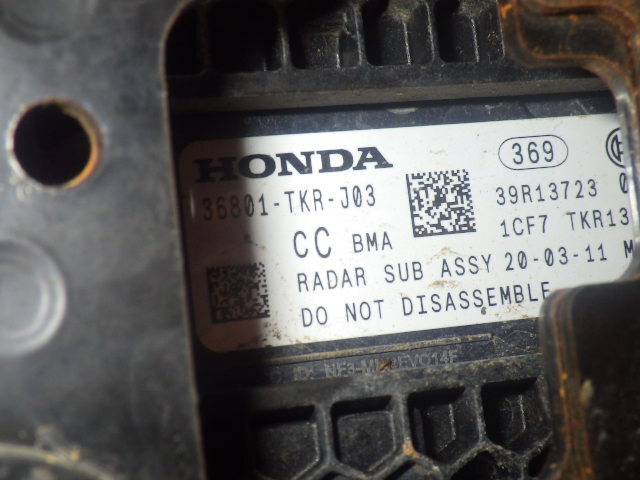 HONDA 369
36801-TKR-J03 39R13723 0
CC BMA 1CF7 TKR13
RADAR SUB ASSY 20-03-11 M
DO NOT DISASSEMBLE